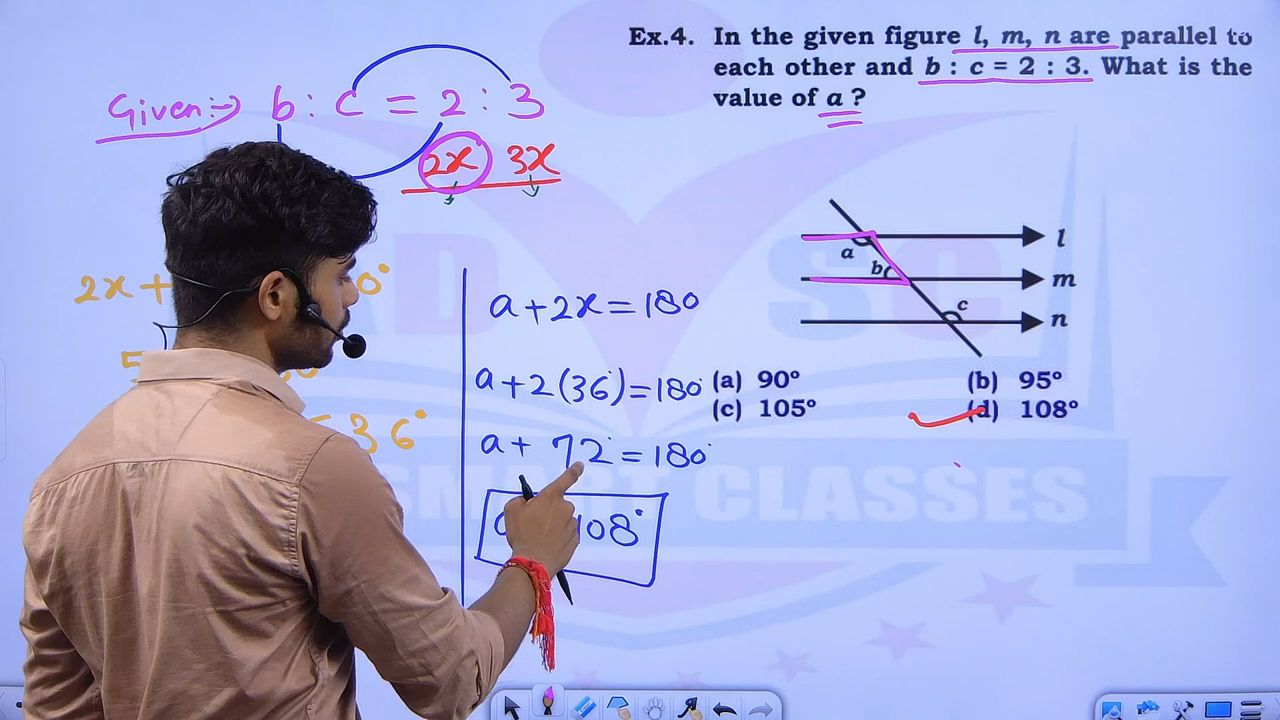 Ex.4. In the given figure l, m, n are parallel to
each other and b : c = 2 : 3. What is the
value of a ?
Given:-> b : c = 2 : 3
2x 3x
2x +
5
36°
a + 2x = 180
a + 2(36°) = 180°
a + 72° = 180°
108°
a
b
c
l
m
n
(a) 90° (b) 95°
(c) 105° (d) 108°
SMART CLASSES